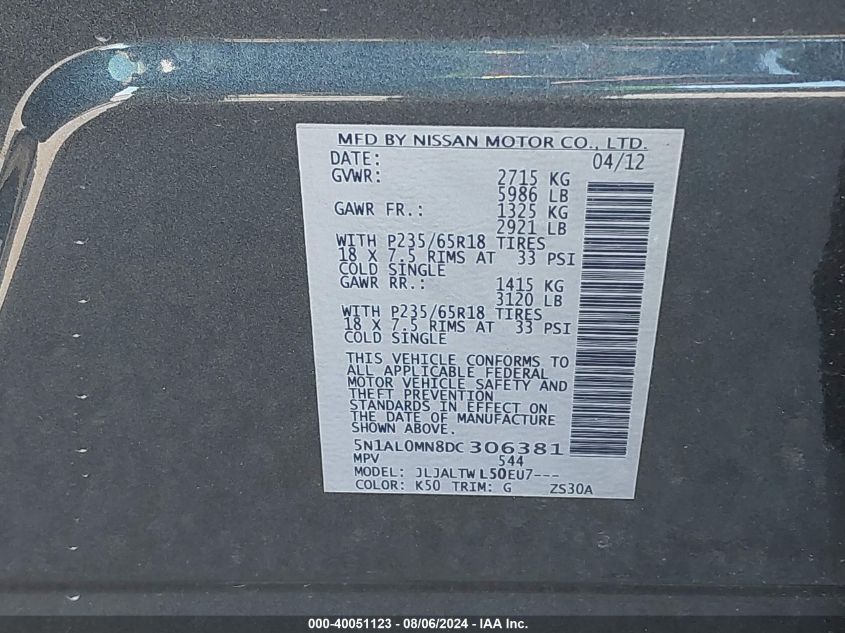 MFD BY NISSAN MOTOR CO., LTD.
DATE: 04/12
GVWR: 2715 KG
5986 LB
GAWR FR.: 1325 KG
2921 LB
WITH P235/65R18 TIRES
18 X 7.5 RIMS AT 33 PSI
COLD SINGLE
GAWR RR.: 1415 KG
3120 LB
WITH P235/65R18 TIRES
18 X 7.5 RIMS AT 33 PSI
COLD SINGLE
THIS VEHICLE CONFORMS TO
ALL APPLICABLE FEDERAL
MOTOR VEHICLE SAFETY AND
THEFT PREVENTION
STANDARDS IN EFFECT ON
THE DATE OF MANUFACTURE
SHOWN ABOVE.
5N1AL0MN8DC306381
MPV 544
MODEL: JLJALTWL50EU7---
COLOR: K50 TRIM: G ZS30A
000-40051123 - 08/06/2024 - IAA Inc.